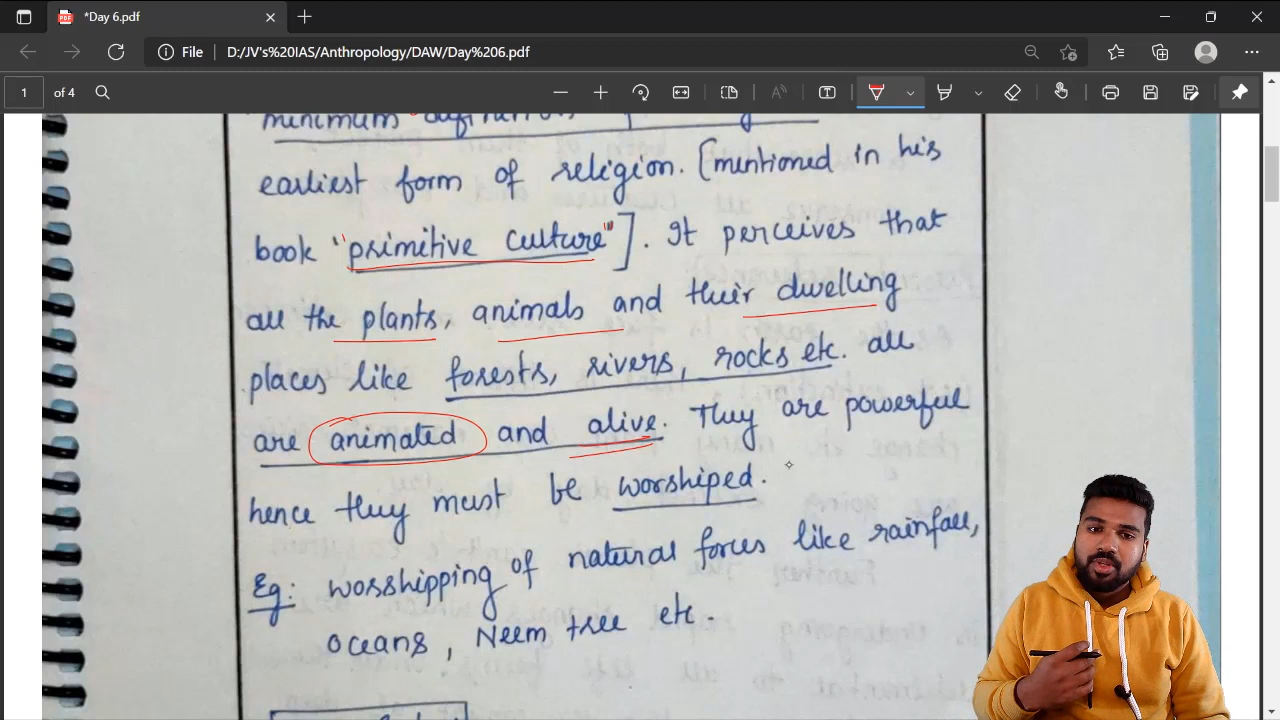 *Day 6.pdf
File | D:/JV's%20IAS/Anthropology/DAW/Day%206.pdf
1 of 4
"minimum definition of
earliest form of religion. [mentioned in his
book "primitive culture"]. It perceives that
all the plants, animals and their dwelling
places like forests, rivers, rocks etc. all
are animated and alive. They are powerful
hence they must be worshiped.
Eg: worshipping of natural forces like rainfall,
oceans, Neem tree etc.